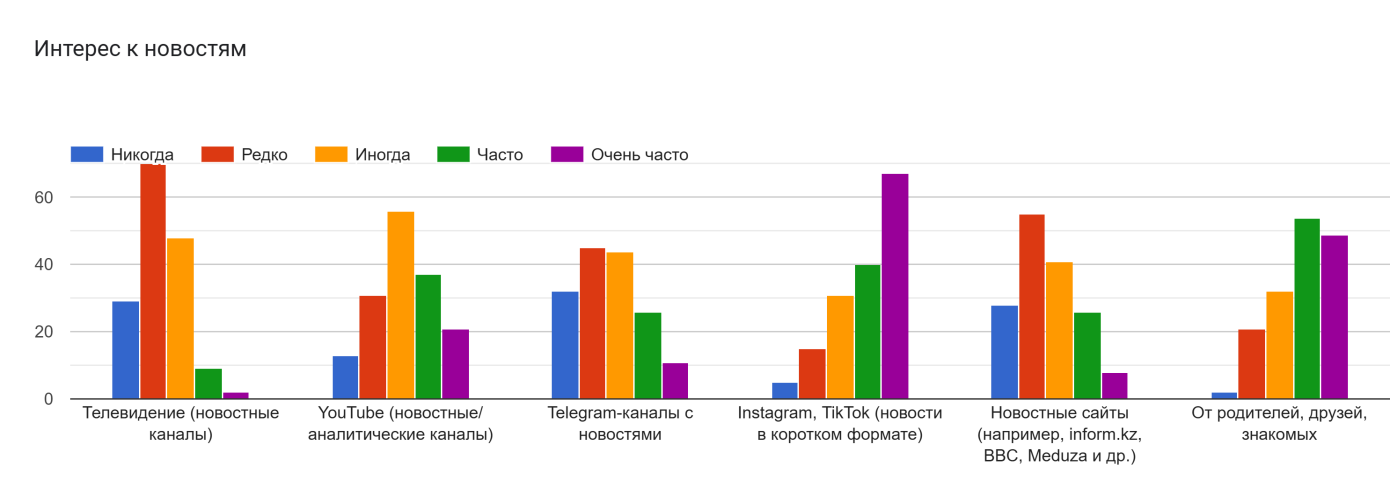 Интерес к новостям
Никогда Редко Иногда Часто Очень часто
60
40
20
0
Телевидение (новостные
каналы)
YouTube (новостные/
аналитические каналы)
Telegram-каналы с
новостями
Instagram, TikTok (новости
в коротком формате)
Новостные сайты
(например, inform.kz,
BBC, Meduza и др.)
От родителей, друзей,
знакомых